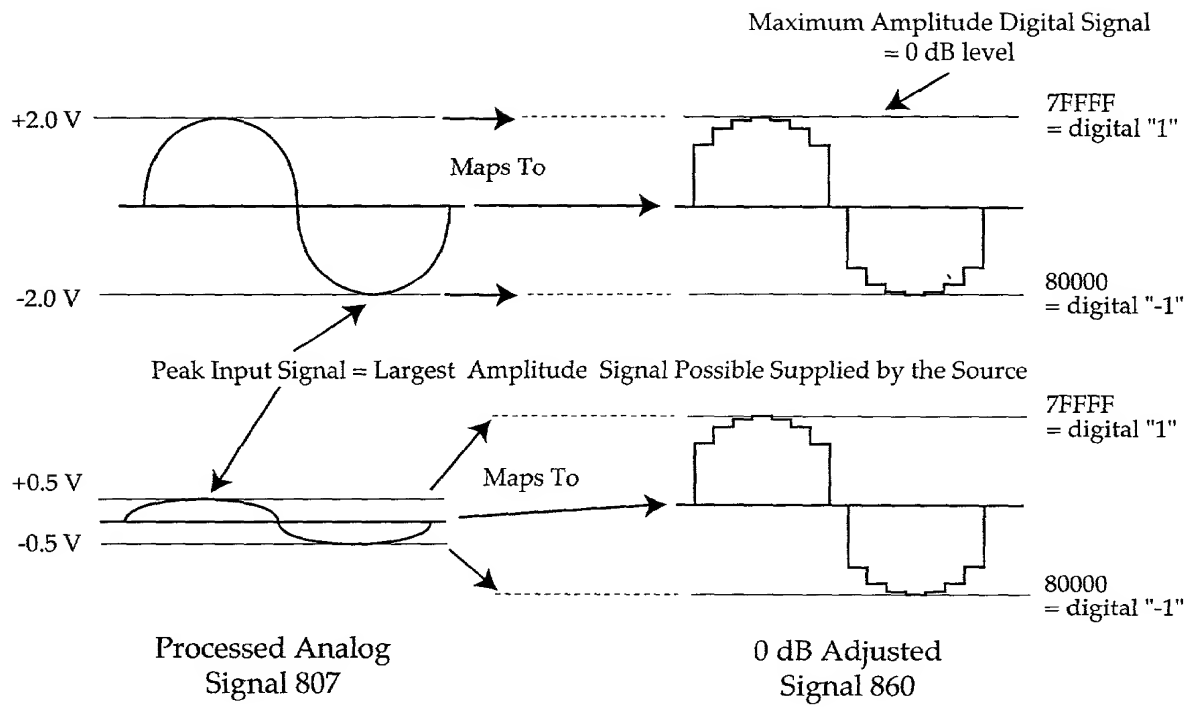 Maximum Amplitude Digital Signal
= 0 dB level
+2.0 V
7FFFF
= digital "1"
Maps To
-2.0 V
80000
= digital "-1"
Peak Input Signal = Largest Amplitude Signal Possible Supplied by the Source
7FFFF
= digital "1"
+0.5 V
Maps To
-0.5 V
80000
= digital "-1"
Processed Analog
Signal 807
0 dB Adjusted
Signal 860